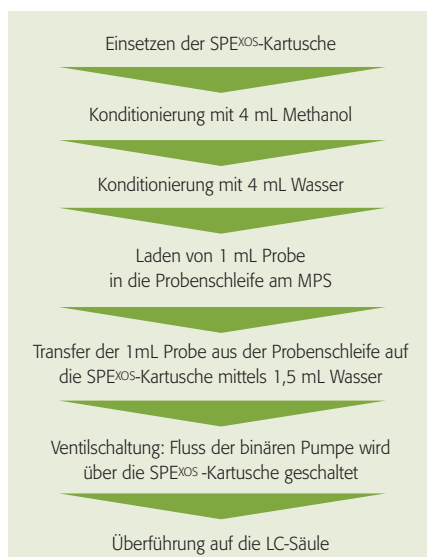 Einsetzen der SPEXOS-Kartusche
Konditionierung mit 4 mL Methanol
Konditionierung mit 4 mL Wasser
Laden von 1 mL Probe
in die Probenschleife am MPS
Transfer der 1mL Probe aus der Probenschleife auf
die SPEXOS-Kartusche mittels 1,5 mL Wasser
Ventilschaltung: Fluss der binären Pumpe wird
über die SPEXOS -Kartusche geschaltet
Überführung auf die LC-Säule